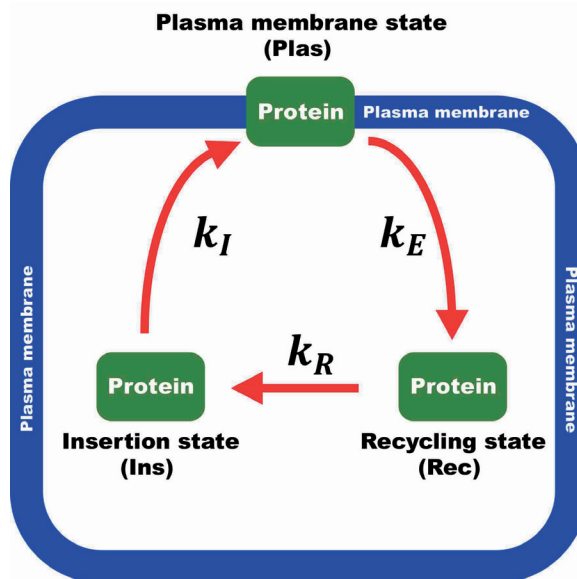 Plasma membrane state
(Plas)
Protein
Plasma membrane
k_I
k_E
Plasma membrane
Plasma membrane
k_R
Protein
Protein
Insertion state
(Ins)
Recycling state
(Rec)